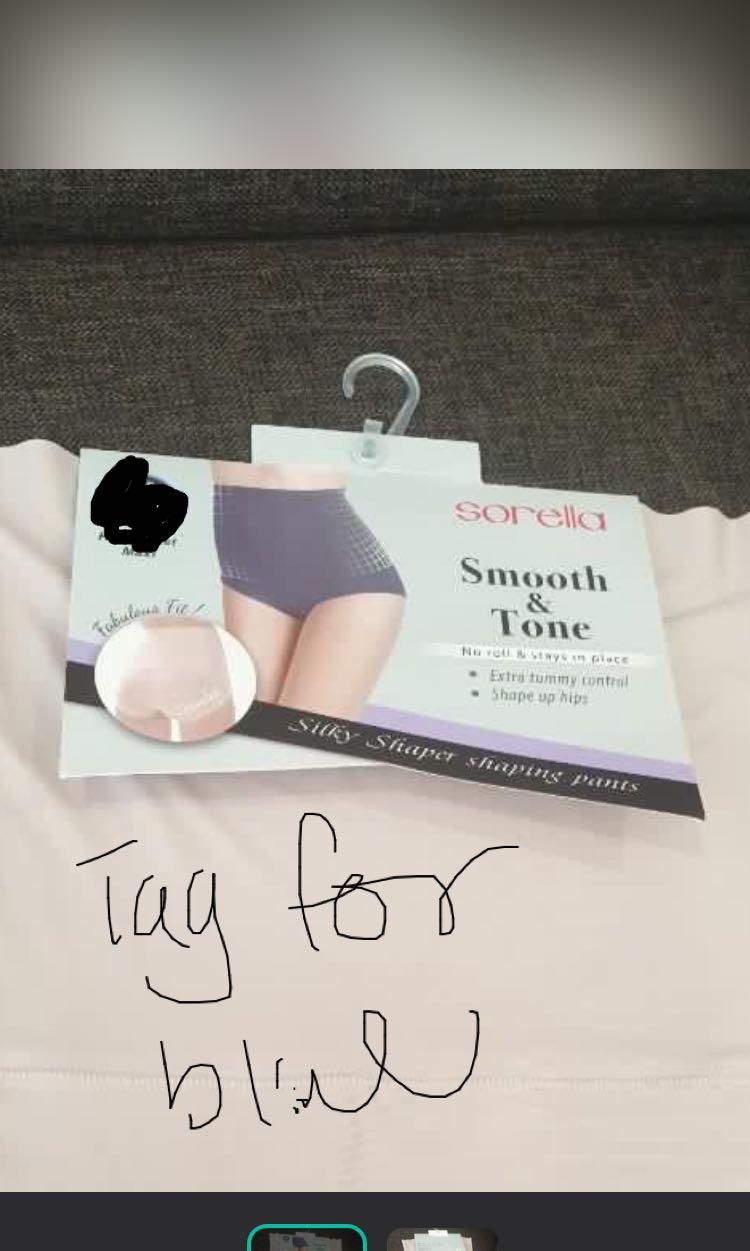 sorella
Smooth
&
Tone
No roll & stays in place
• Extra tummy control
• Shape up hips
Fabulous Fit!
Silky Shaper shaping pants
Tag for